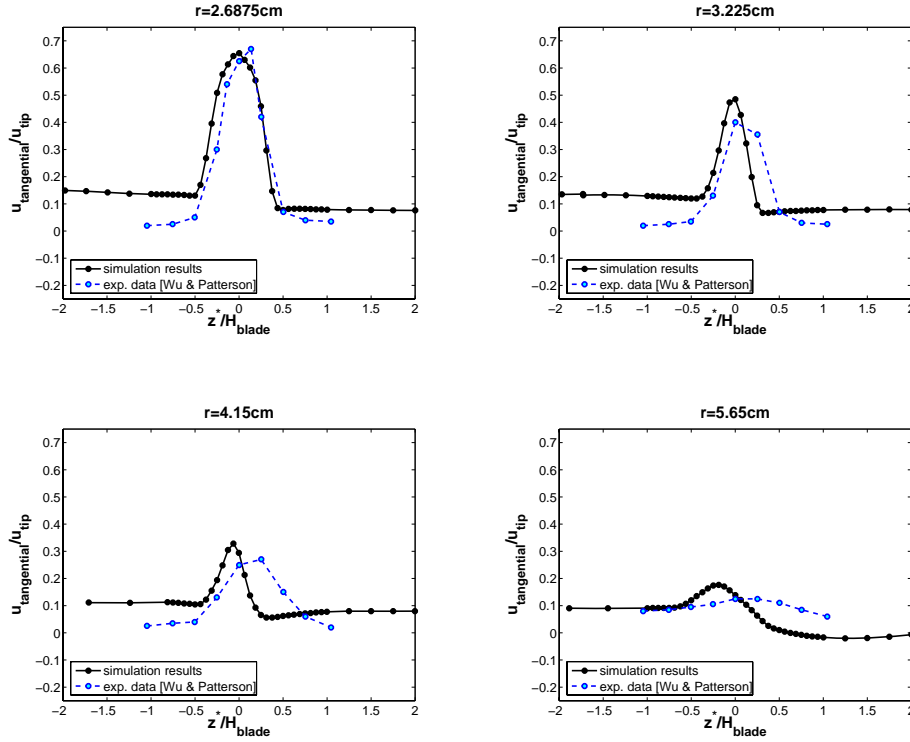 r=2.6875cm
0.7
0.6
0.5
0.4
0.3
0.2
0.1
0
−0.1
−0.2
u_tangential/u_tip
simulation results
exp. data [Wu & Patterson]
−2 −1.5 −1 −0.5 0 0.5 1 1.5 2
z*/H_blade
r=3.225cm
0.7
0.6
0.5
0.4
0.3
0.2
0.1
0
−0.1
−0.2
u_tangential/u_tip
simulation results
exp. data [Wu & Patterson]
−2 −1.5 −1 −0.5 0 0.5 1 1.5 2
z*/H_blade
r=4.15cm
0.7
0.6
0.5
0.4
0.3
0.2
0.1
0
−0.1
−0.2
u_tangential/u_tip
simulation results
exp. data [Wu & Patterson]
−2 −1.5 −1 −0.5 0 0.5 1 1.5 2
z*/H_blade
r=5.65cm
0.7
0.6
0.5
0.4
0.3
0.2
0.1
0
−0.1
−0.2
u_tangential/u_tip
simulation results
exp. data [Wu & Patterson]
−2 −1.5 −1 −0.5 0 0.5 1 1.5 2
z*/H_blade